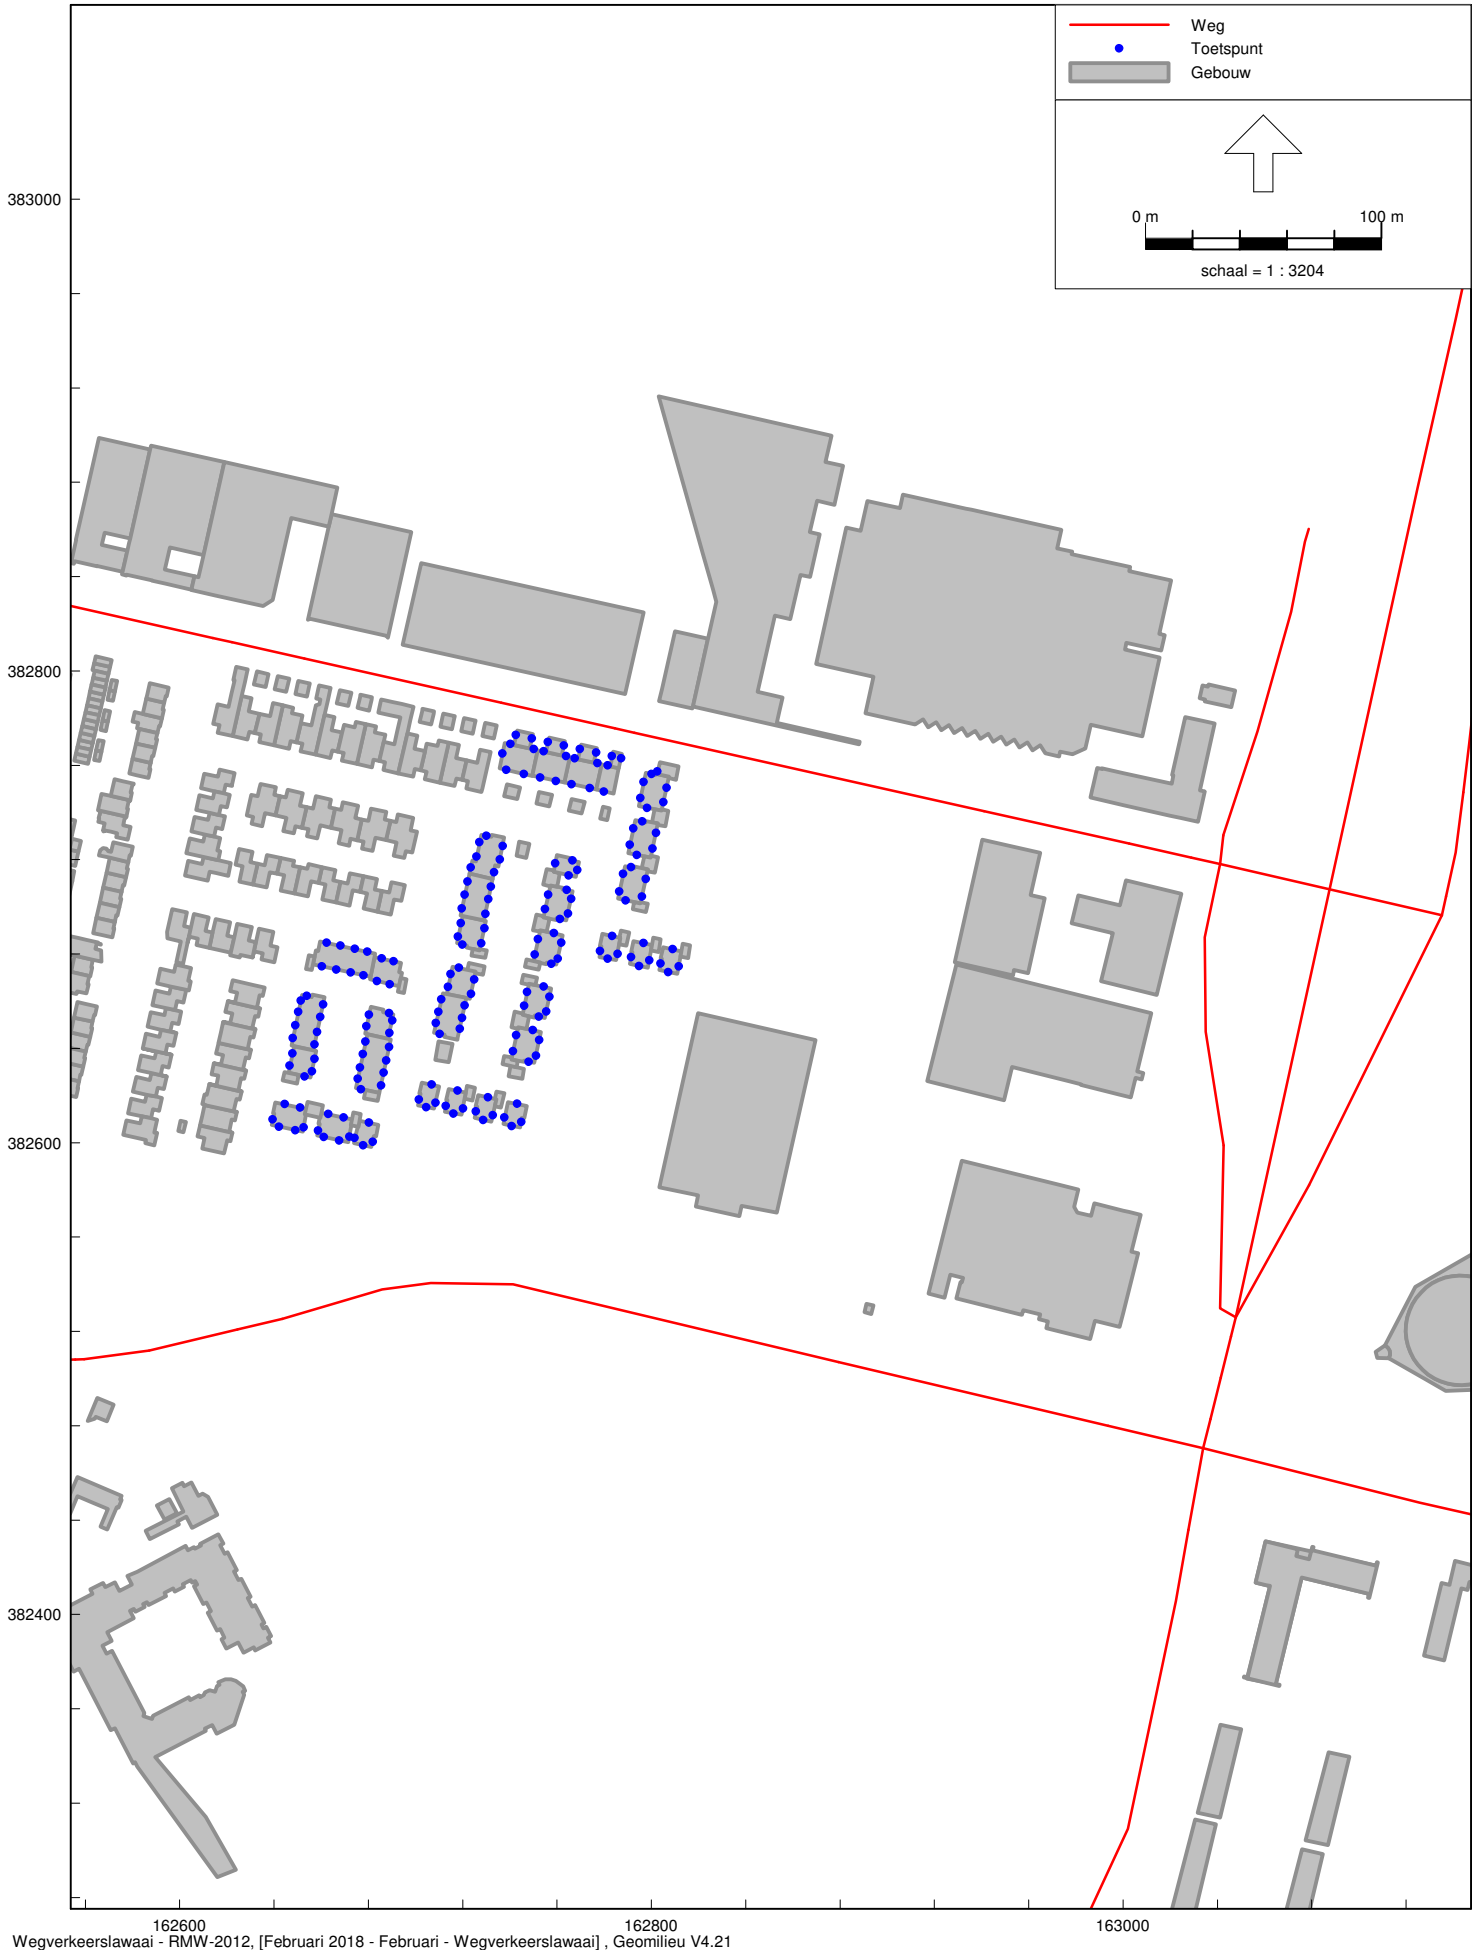 Weg
Toetspunt
Gebouw
0 m 100 m
schaal = 1 : 3204
383000
382800
382600
382400
162600 162800 163000
Wegverkeerslawaai - RMW-2012, [Februari 2018 - Februari - Wegverkeerslawaai] , Geomilieu V4.21